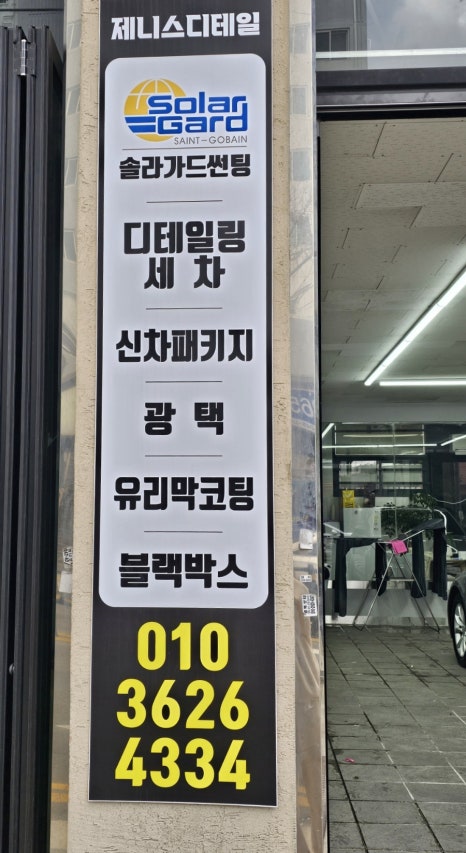 제니스디테일
Solar
Gard
SAINT-GOBAIN
솔라가드썬팅
디테일링
세 차
신차패키지
광 택
유리막코팅
블랙박스
010
3626
4334